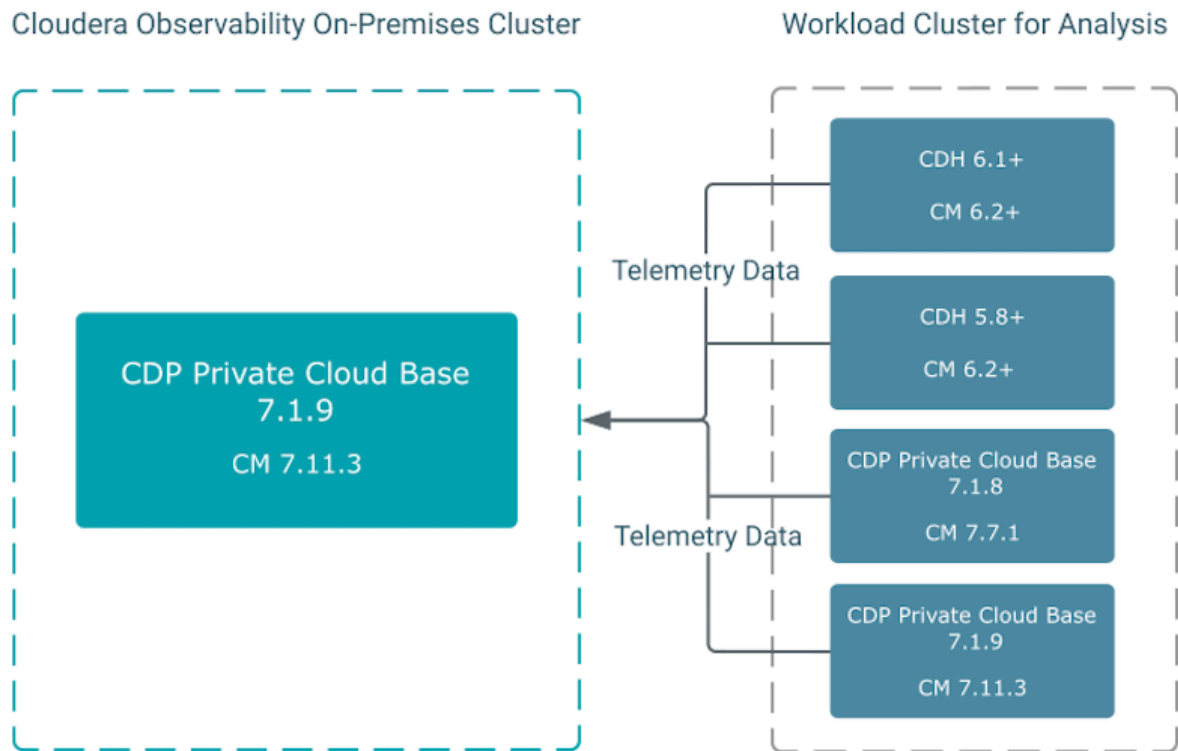 Cloudera Observability On-Premises Cluster
Workload Cluster for Analysis
CDP Private Cloud Base
7.1.9
CM 7.11.3
Telemetry Data
Telemetry Data
CDH 6.1+
CM 6.2+
CDH 5.8+
CM 6.2+
CDP Private Cloud Base
7.1.8
CM 7.7.1
CDP Private Cloud Base
7.1.9
CM 7.11.3